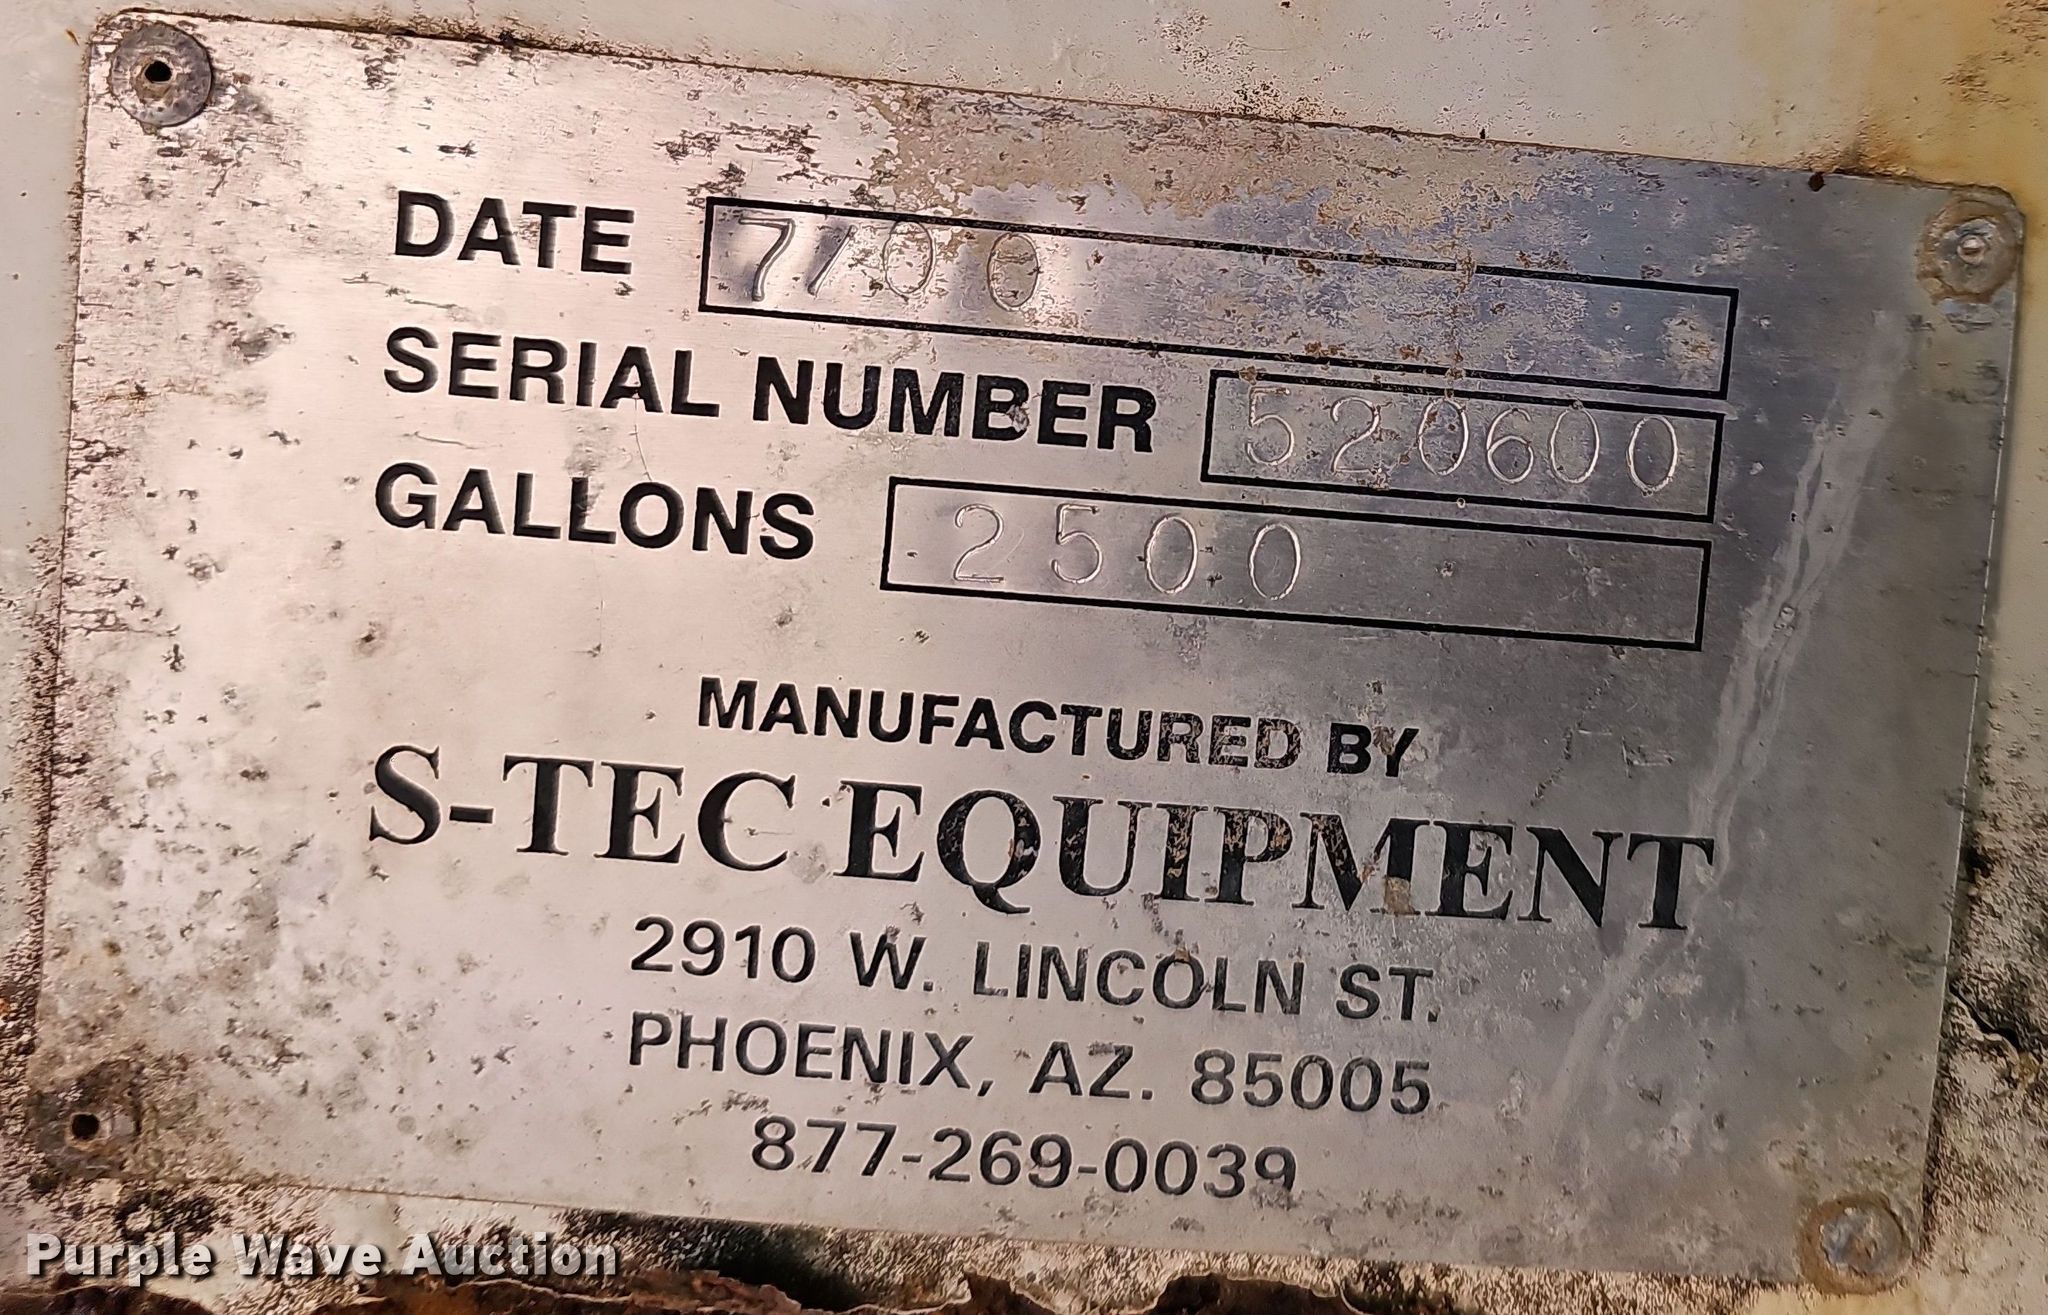 DATE 7/00
SERIAL NUMBER 520600
GALLONS 2500
MANUFACTURED BY
S-TEC EQUIPMENT
2910 W. LINCOLN ST.
PHOENIX, AZ. 85005
877-269-0039
Purple Wave Auction